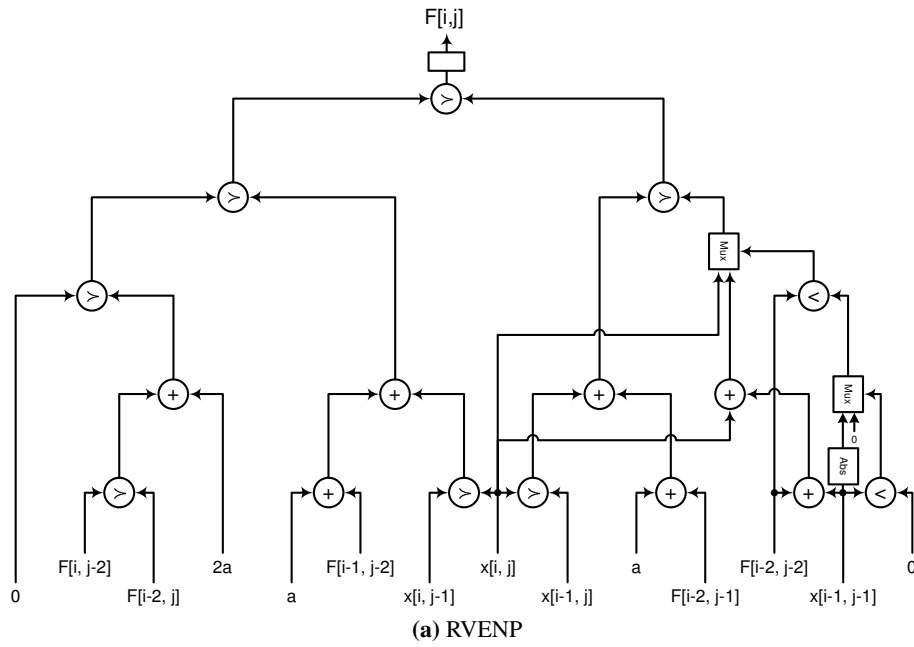 F[i,j]
≻
≻ ≻
Mux
≻ <
+ + + + Mux
0
Abs
≻ + ≻ ≻ + + <
F[i, j-2] 2a F[i-1, j-2] x[i, j] a F[i-2, j-2] 0
0 F[i-2, j] a x[i, j-1] x[i-1, j] F[i-2, j-1] x[i-1, j-1]
(a) RVENP